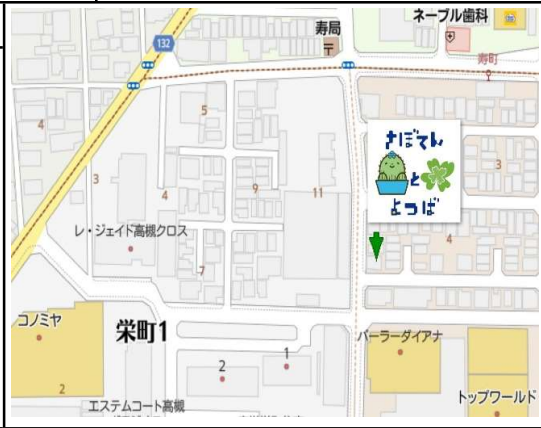 寿局
ネーブル歯科
132
〒
寿町
4
5
さぼてん
と
よつば
3
3
4
9
11
4
レ・ジェイド高槻クロス
7
コノミヤ
栄町1
パーラーダイアナ
2
1
2
トップワールド
エステムコート高槻